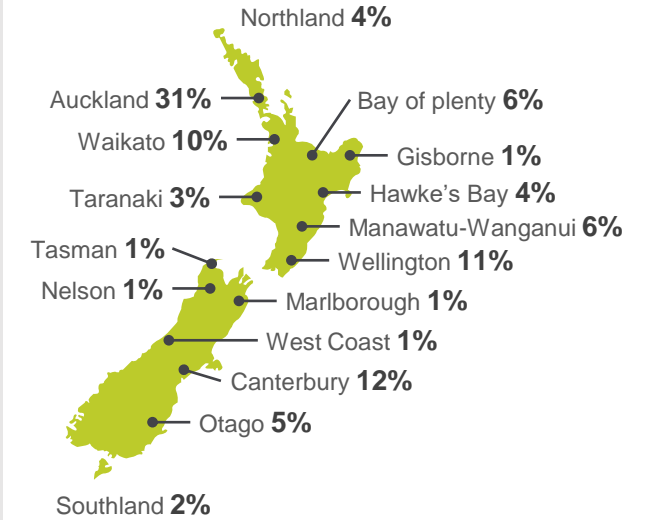 Northland 4%
Auckland 31%
Bay of plenty 6%
Waikato 10%
Gisborne 1%
Taranaki 3%
Hawke's Bay 4%
Manawatu-Wanganui 6%
Tasman 1%
Wellington 11%
Nelson 1%
Marlborough 1%
West Coast 1%
Canterbury 12%
Otago 5%
Southland 2%